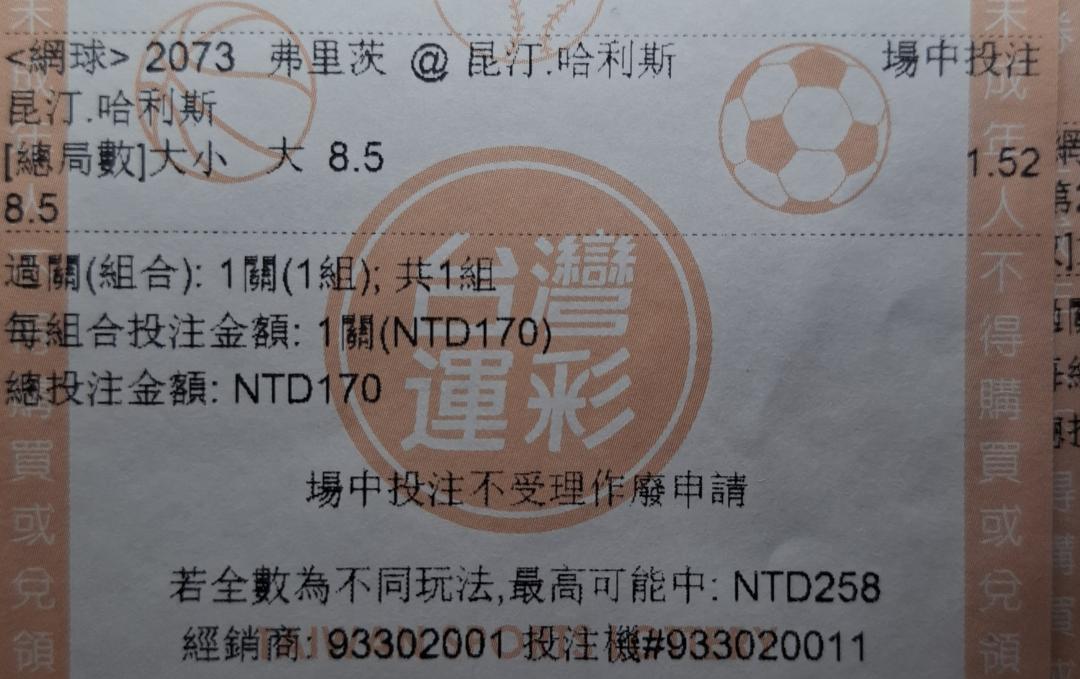 <網球> 2073 弗里茨 @ 昆汀.哈利斯 場中投注
昆汀.哈利斯
[總局數]大小 大 8.5 1.52
8.5
過關(組合): 1關(1組); 共1組
每組合投注金額: 1關(NTD170)
總投注金額: NTD170
場中投注不受理作廢申請
若全數為不同玩法,最高可能中: NTD258
經銷商: 93302001 投注機#933020011
台灣
運彩
未成年人不得購買或兌領
未成年人不得購買或兌領